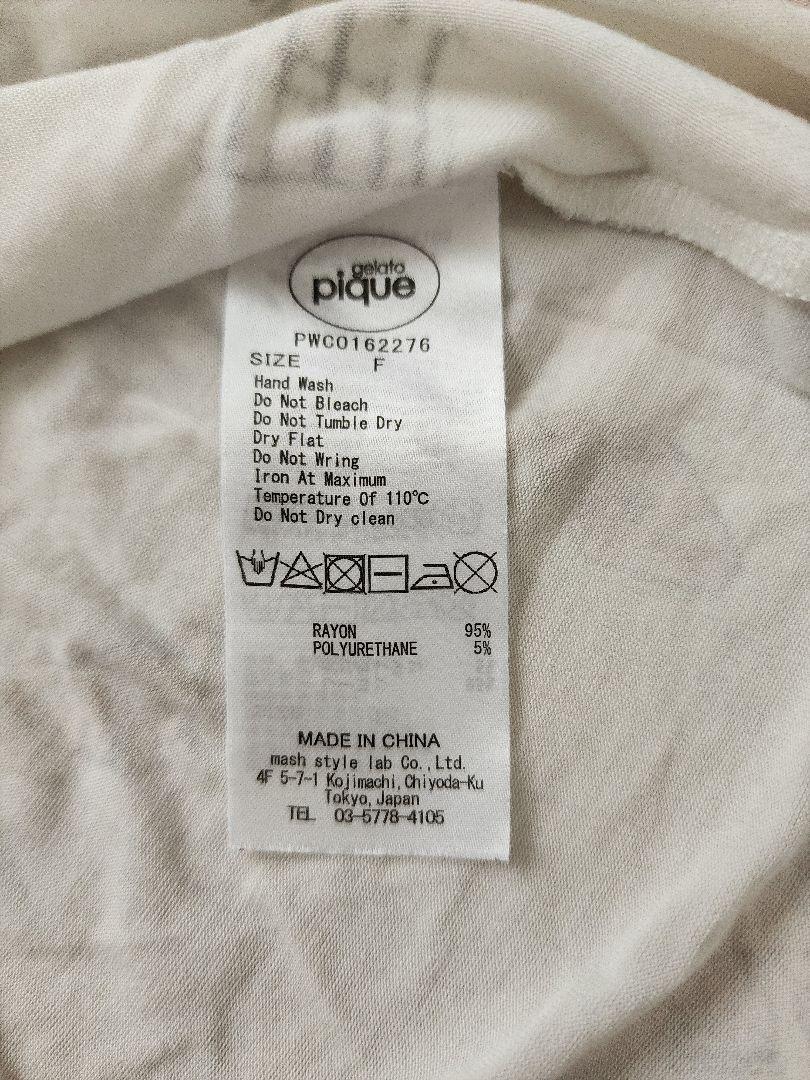 gelato
pique
PWCO162276
SIZE F
Hand Wash
Do Not Bleach
Do Not Tumble Dry
Dry Flat
Do Not Wring
Iron At Maximum
Temperature Of 110℃
Do Not Dry clean
RAYON 95%
POLYURETHANE 5%
MADE IN CHINA
mash style lab Co.,Ltd.
4F 5-7-1 Kojimachi,Chiyoda-Ku
Tokyo,Japan
TEL 03-5778-4105